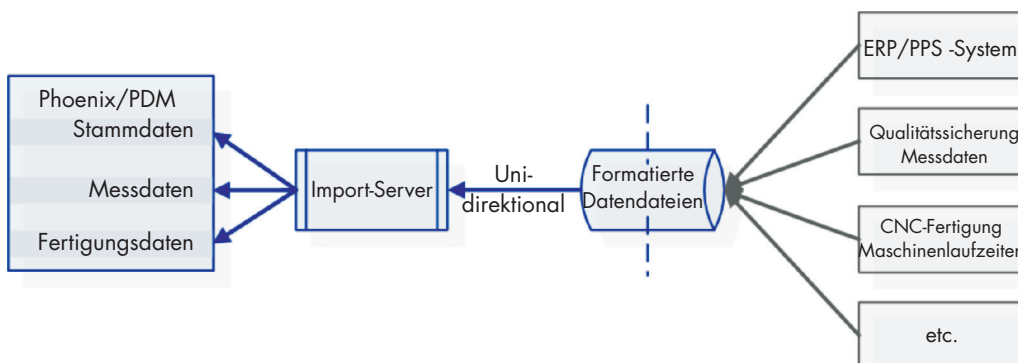 Phoenix/PDM
Stammdaten
Messdaten
Fertigungsdaten
Import-Server
Uni-
direktional
Formatierte
Datendateien
ERP/PPS -System
Qualitätssicherung
Messdaten
CNC-Fertigung
Maschinenlaufzeiten
etc.